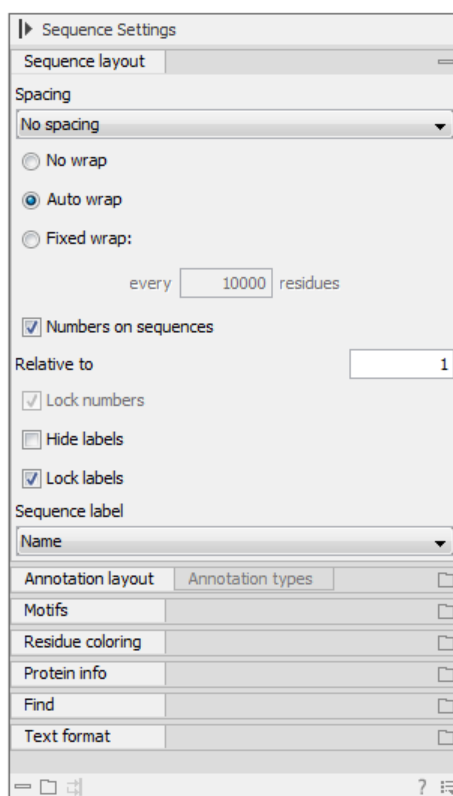 Sequence Settings
Sequence layout
Spacing
No spacing
No wrap
Auto wrap
Fixed wrap:
every 10000 residues
Numbers on sequences
Relative to 1
Lock numbers
Hide labels
Lock labels
Sequence label
Name
Annotation layout Annotation types
Motifs
Residue coloring
Protein info
Find
Text format
?